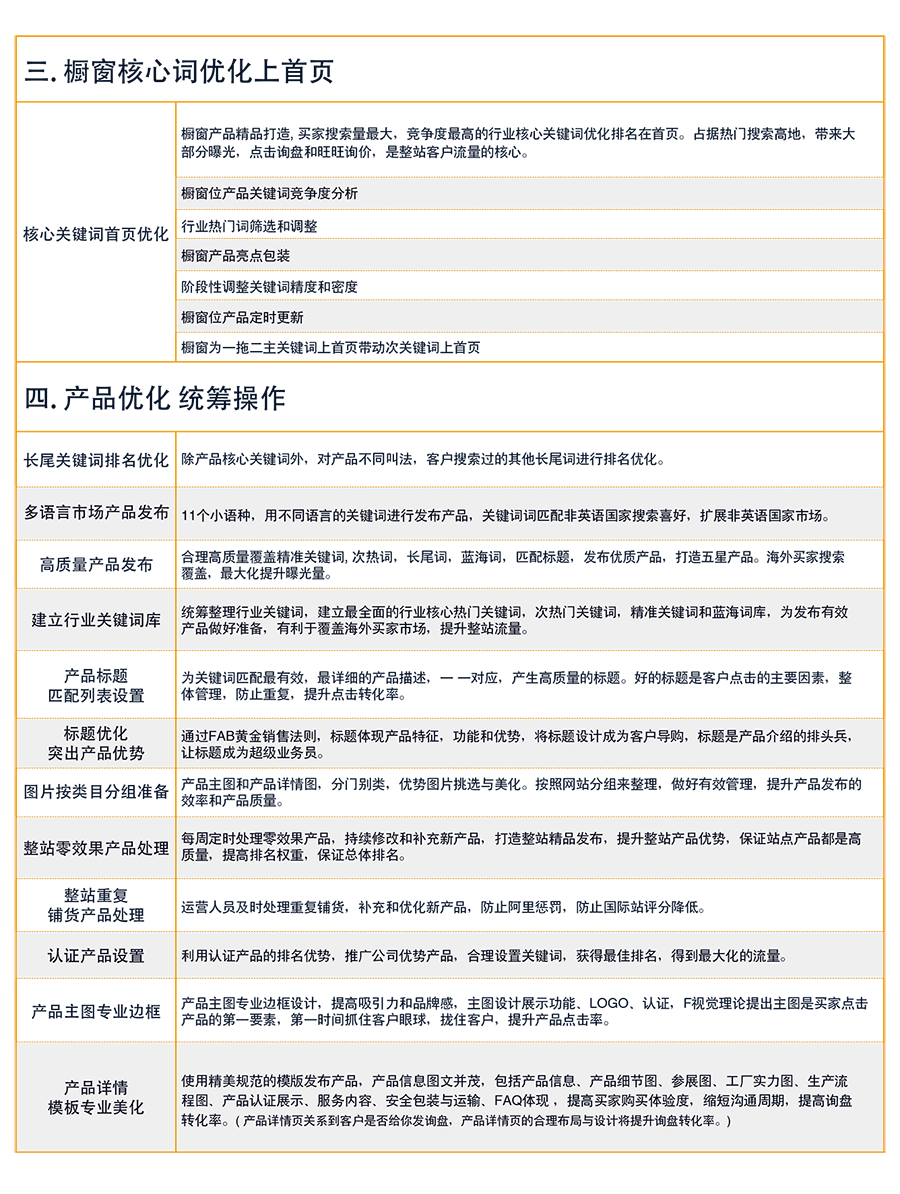 三. 橱窗核心词优化上首页
核心关键词首页优化
橱窗产品精品打造, 买家搜索量最大，竞争度最高的行业核心关键词优化排名在首页。占据热门搜索高地，带来大
部分曝光，点击询盘和旺旺询价，是整站客户流量的核心。
橱窗位产品关键词竞争度分析
行业热门词筛选和调整
橱窗产品亮点包装
阶段性调整关键词精度和密度
橱窗位产品定时更新
橱窗为一拖二主关键词上首页带动次关键词上首页
四. 产品优化 统筹操作
长尾关键词排名优化
除产品核心关键词外，对产品不同叫法，客户搜索过的其他长尾词进行排名优化。
多语言市场产品发布
11个小语种，用不同语言的关键词进行发布产品，关键词词匹配非英语国家搜索喜好，扩展非英语国家市场。
高质量产品发布
合理高质量覆盖精准关键词, 次热词，长尾词，蓝海词，匹配标题，发布优质产品，打造五星产品。海外买家搜索
覆盖，最大化提升曝光量。
建立行业关键词库
统筹整理行业关键词，建立最全面的行业核心热门关键词，次热门关键词，精准关键词和蓝海词库，为发布有效
产品做好准备，有利于覆盖海外买家市场，提升整站流量。
产品标题
匹配列表设置
为关键词匹配最有效，最详细的产品描述，一 一对应，产生高质量的标题。好的标题是客户点击的主要因素，整
体管理，防止重复，提升点击转化率。
标题优化
突出产品优势
通过FAB黄金销售法则，标题体现产品特征，功能和优势，将标题设计成为客户导购，标题是产品介绍的排头兵，
让标题成为超级业务员。
图片按类目分组准备
产品主图和产品详情图，分门别类，优势图片挑选与美化。按照网站分组来整理，做好有效管理，提升产品发布的
效率和产品质量。
整站零效果产品处理
每周定时处理零效果产品，持续修改和补充新产品，打造整站精品发布，提升整站产品优势，保证站点产品都是高
质量，提高排名权重，保证总体排名。
整站重复
铺货产品处理
运营人员及时处理重复铺货，补充和优化新产品，防止阿里惩罚，防止国际站评分降低。
认证产品设置
利用认证产品的排名优势，推广公司优势产品，合理设置关键词，获得最佳排名，得到最大化的流量。
产品主图专业边框
产品主图专业边框设计，提高吸引力和品牌感，主图设计展示功能、LOGO、认证，F视觉理论提出主图是买家点击
产品的第一要素，第一时间抓住客户眼球，拢住客户，提升产品点击率。
产品详情
模板专业美化
使用精美规范的模版发布产品，产品信息图文并茂，包括产品信息、产品细节图、参展图、工厂实力图、生产流
程图、产品认证展示、服务内容、安全包装与运输、FAQ体现 ，提高买家购买体验度，缩短沟通周期，提高询盘
转化率。( 产品详情页关系到客户是否给你发询盘，产品详情页的合理布局与设计将提升询盘转化率。)